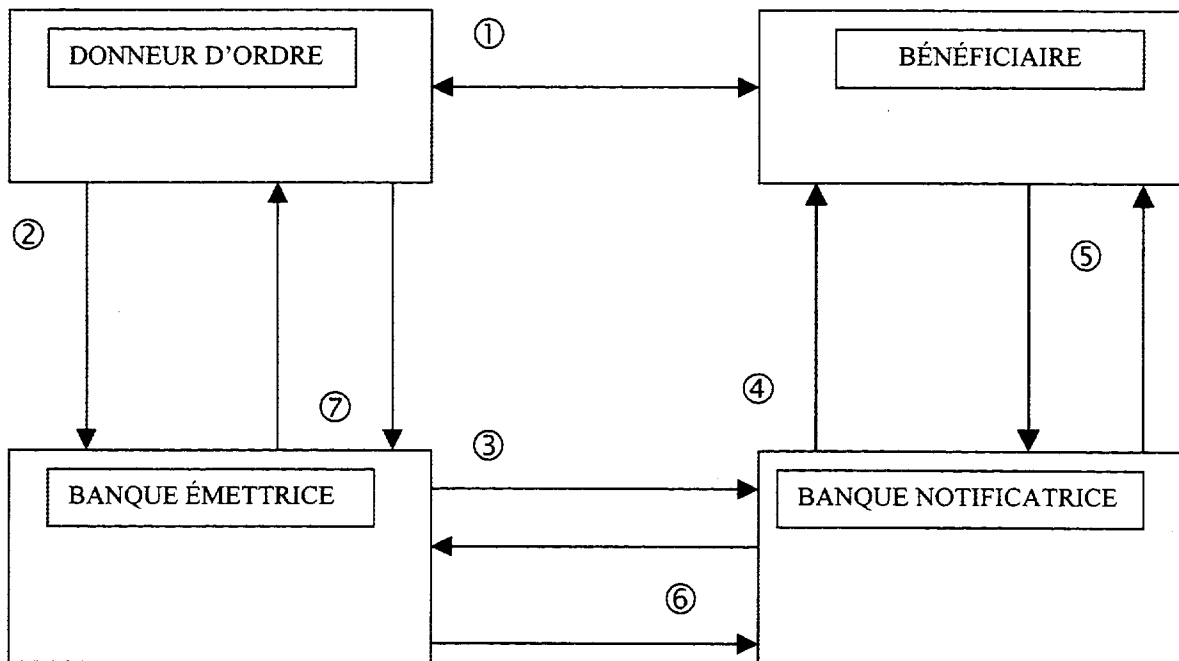 DONNEUR D'ORDRE
①
BÉNÉFICIAIRE
②
⑤
⑦
④
③
BANQUE ÉMETTRICE
BANQUE NOTIFICATRICE
⑥